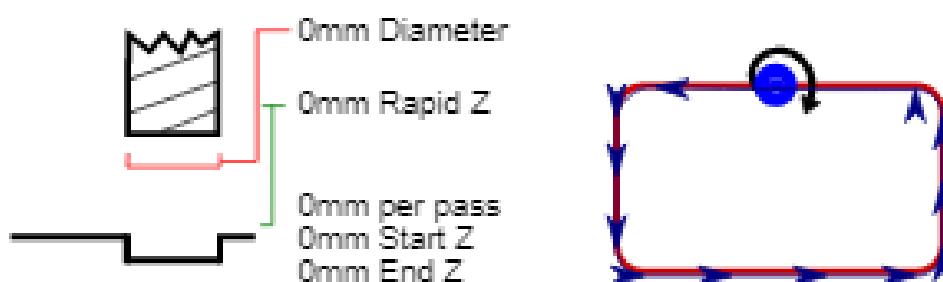 0mm Diameter
0mm Rapid Z
0mm per pass
0mm Start Z
0mm End Z